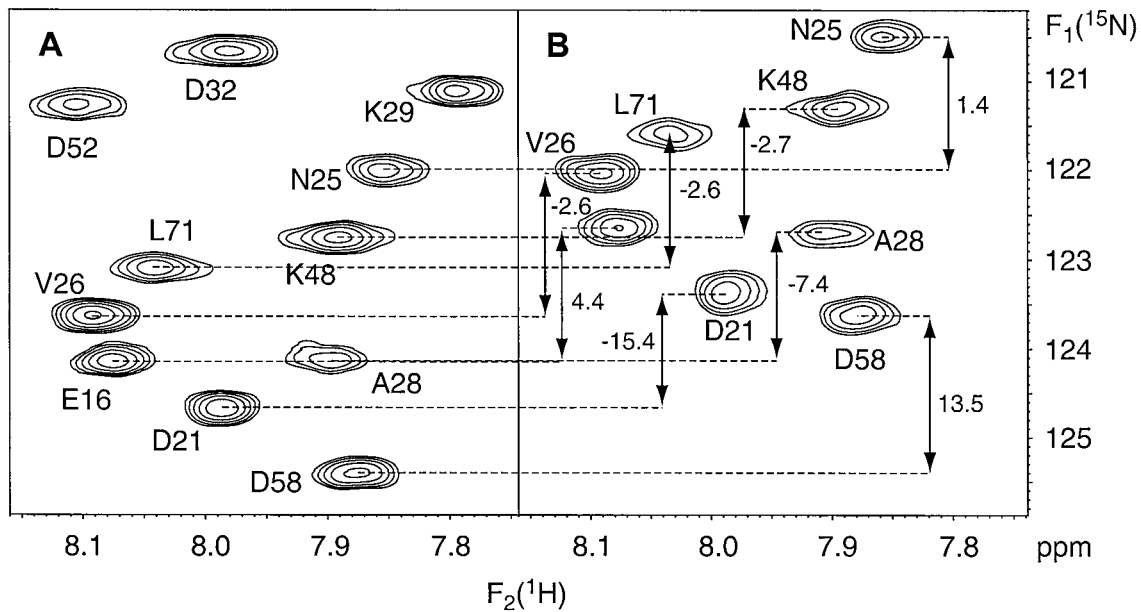 A
B
N25
F1(15N)
D32
121
K48
K29
L71
1.4
D52
V26
-2.7
N25
122
-2.6
-2.6
L71
A28
K48
123
V26
-7.4
4.4
D21
-15.4
D58
124
E16
A28
D21
13.5
125
D58
8.1 8.0 7.9 7.8 8.1 8.0 7.9 7.8 ppm
F2(1H)